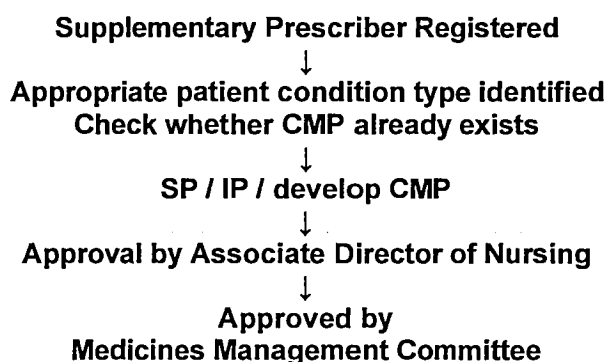 Supplementary Prescriber Registered
↓
Appropriate patient condition type identified
Check whether CMP already exists
↓
SP / IP / develop CMP
↓
Approval by Associate Director of Nursing
↓
Approved by
Medicines Management Committee